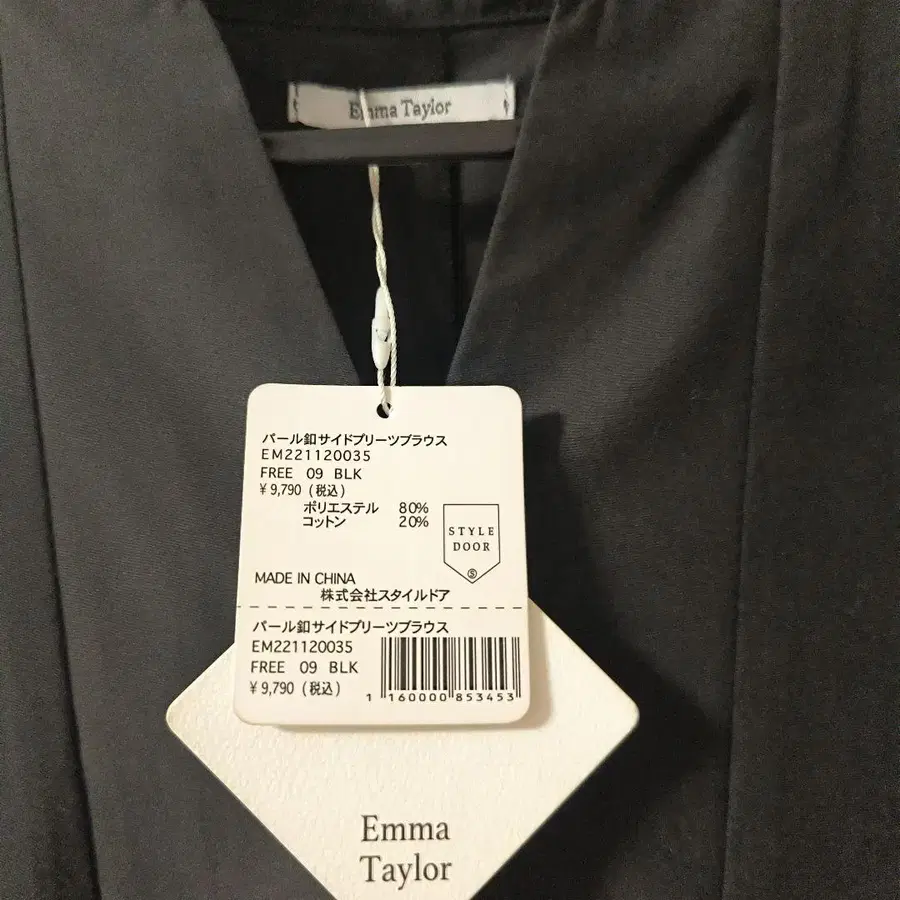 Emma Taylor
パール釦サイドプリーツブラウス
EM221120035
FREE 09 BLK
¥9,790 (税込)
ポリエステル 80%
コットン 20%
STYLE
DOOR
S
MADE IN CHINA
株式会社スタイルドア
パール釦サイドプリーツブラウス
EM221120035
FREE 09 BLK
¥9,790 (税込)
1 160000 853453
Emma
Taylor